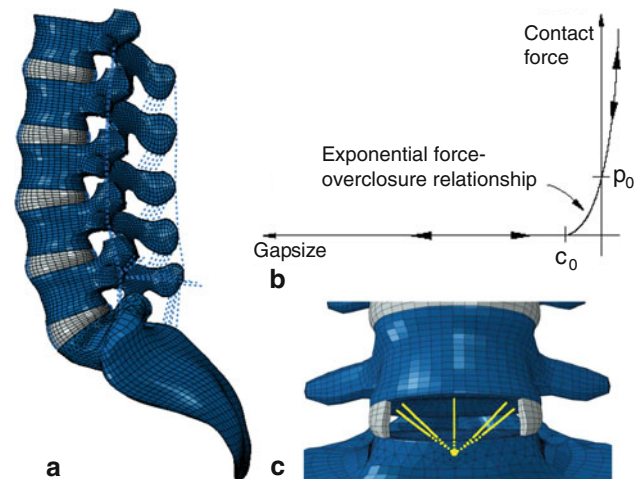 Contact
force
Exponential force-
overclosure relationship
p₀
Gapsize
c₀
b
a
c